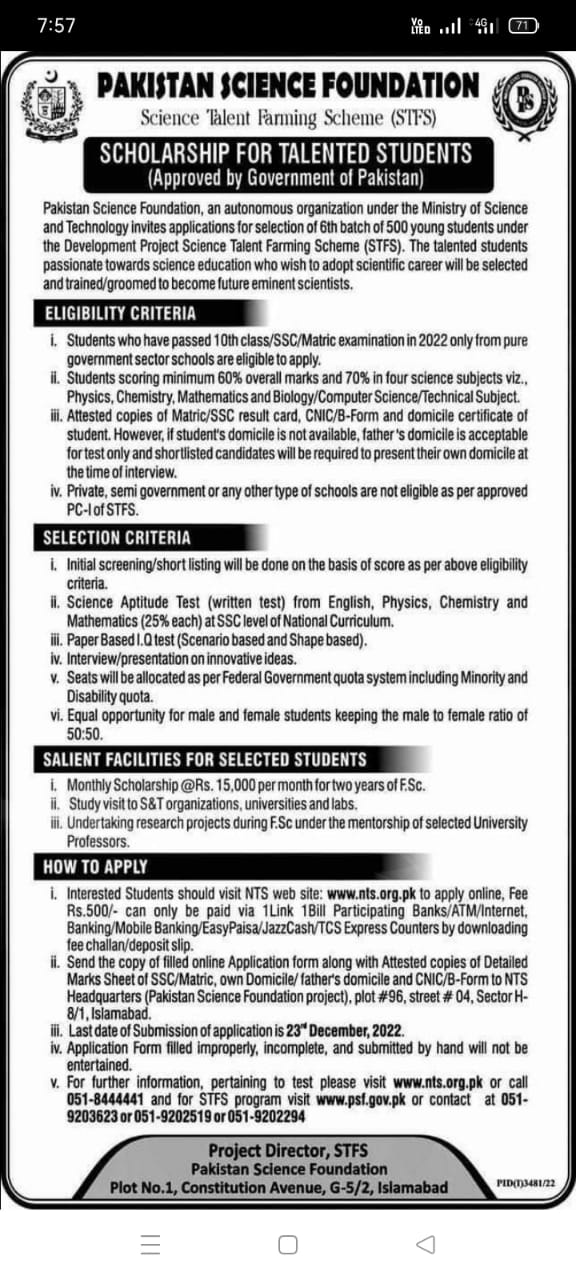 7:57
Vo LTED 4G 71
PAKISTAN SCIENCE FOUNDATION
Science Talent Farming Scheme (STFS)
SCHOLARSHIP FOR TALENTED STUDENTS
(Approved by Government of Pakistan)
Pakistan Science Foundation, an autonomous organization under the Ministry of Science
and Technology invites applications for selection of 6th batch of 500 young students under
the Development Project Science Talent Farming Scheme (STFS). The talented students
passionate towards science education who wish to adopt scientific career will be selected
and trained/groomed to become future eminent scientists.
ELIGIBILITY CRITERIA
i. Students who have passed 10th class/SSC/Matric examination in 2022 only from pure
government sector schools are eligible to apply.
ii. Students scoring minimum 60% overall marks and 70% in four science subjects viz.,
Physics, Chemistry, Mathematics and Biology/Computer Science/Technical Subject.
iii. Attested copies of Matric/SSC result card, CNIC/B-Form and domicile certificate of
student. However, if student's domicile is not available, father's domicile is acceptable
for test only and shortlisted candidates will be required to present their own domicile at
the time of interview.
iv. Private, semi government or any other type of schools are not eligible as per approved
PC-I of STFS.
SELECTION CRITERIA
i. Initial screening/short listing will be done on the basis of score as per above eligibility
criteria.
ii. Science Aptitude Test (written test) from English, Physics, Chemistry and
Mathematics (25% each) at SSC level of National Curriculum.
iii. Paper Based I.Q test (Scenario based and Shape based).
iv. Interview/presentation on innovative ideas.
v. Seats will be allocated as per Federal Government quota system including Minority and
Disability quota.
vi. Equal opportunity for male and female students keeping the male to female ratio of
50:50.
SALIENT FACILITIES FOR SELECTED STUDENTS
i. Monthly Scholarship @Rs. 15,000 per month for two years of F.Sc.
ii. Study visit to S&T organizations, universities and labs.
iii. Undertaking research projects during F.Sc under the mentorship of selected University
Professors.
HOW TO APPLY
i. Interested Students should visit NTS web site: www.nts.org.pk to apply online, Fee
Rs.500/- can only be paid via 1Link 1Bill Participating Banks/ATM/Internet,
Banking/Mobile Banking/EasyPaisa/JazzCash/TCS Express Counters by downloading
fee challan/deposit slip.
ii. Send the copy of filled online Application form along with Attested copies of Detailed
Marks Sheet of SSC/Matric, own Domicile/ father's domicile and CNIC/B-Form to NTS
Headquarters (Pakistan Science Foundation project), plot #96, street # 04, Sector H-
8/1, Islamabad.
iii. Last date of Submission of application is 23rd December, 2022.
iv. Application Form filled improperly, incomplete, and submitted by hand will not be
entertained.
v. For further information, pertaining to test please visit www.nts.org.pk or call
051-8444441 and for STFS program visit www.psf.gov.pk or contact at 051-
9203623 or 051-9202519 or 051-9202294
Project Director, STFS
Pakistan Science Foundation
Plot No.1, Constitution Avenue, G-5/2, Islamabad
PID(I)3481/22